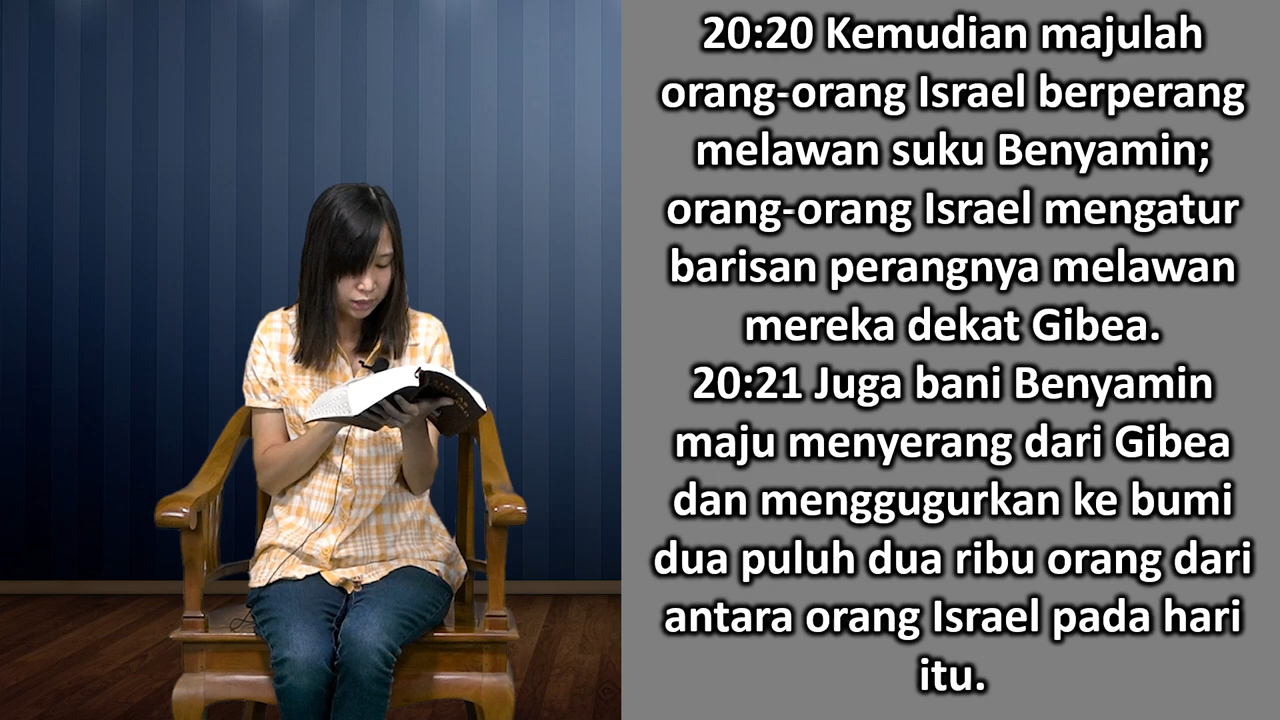 20:20 Kemudian majulah
orang-orang Israel berperang
melawan suku Benyamin;
orang-orang Israel mengatur
barisan perangnya melawan
mereka dekat Gibea.
20:21 Juga bani Benyamin
maju menyerang dari Gibea
dan menggugurkan ke bumi
dua puluh dua ribu orang dari
antara orang Israel pada hari
itu.